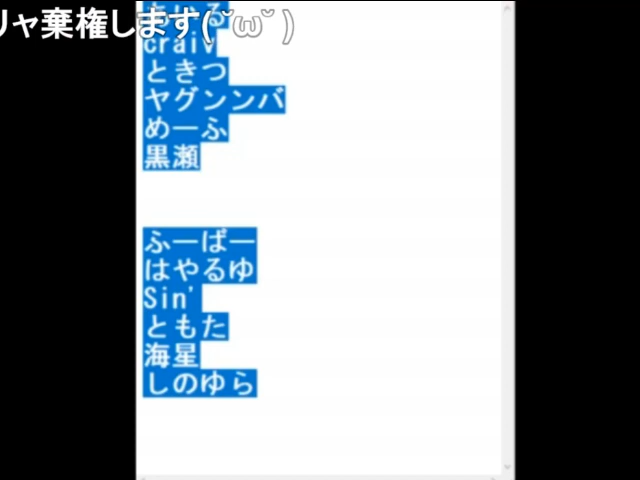 リャ棄権します(˘ω˘)
craiv
ときつ
ヤグンンバ
めーふ
黒瀬
ふーばー
はやるゆ
Sin'
ともた
海星
しのゆら